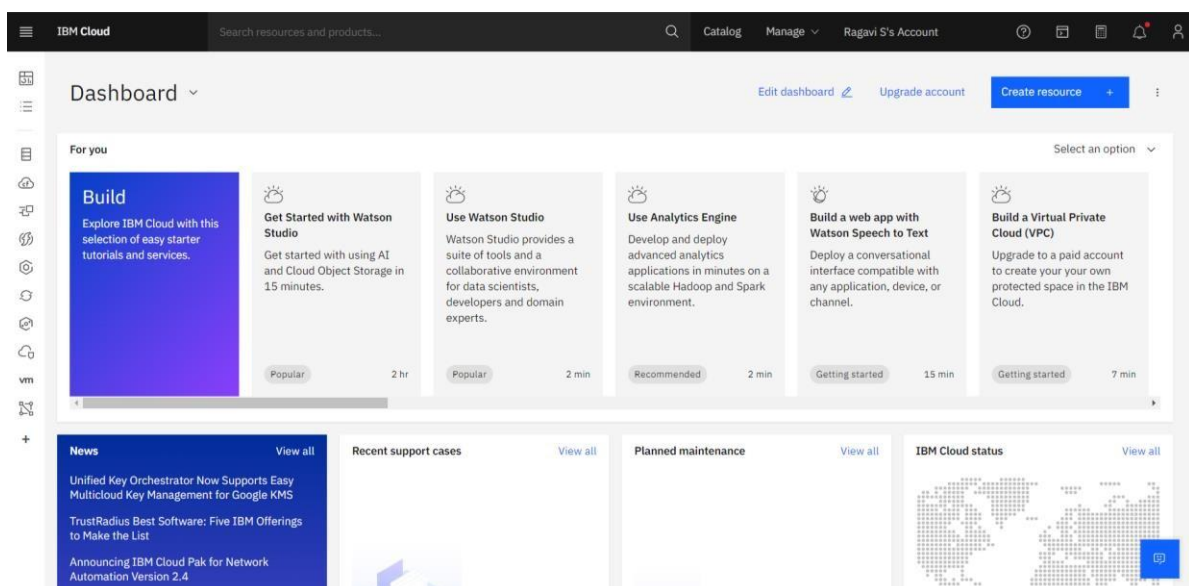 IBM Cloud
Search resources and products...
Catalog
Manage
Ragavi S's Account
Dashboard
Edit dashboard
Upgrade account
Create resource +
For you
Select an option
Build
Explore IBM Cloud with this
selection of easy starter
tutorials and services.
Get Started with Watson
Studio
Get started with using AI
and Cloud Object Storage in
15 minutes.
Popular
2 hr
Use Watson Studio
Watson Studio provides a
suite of tools and a
collaborative environment
for data scientists,
developers and domain
experts.
Popular
2 min
Use Analytics Engine
Develop and deploy
advanced analytics
applications in minutes on a
scalable Hadoop and Spark
environment.
Recommended
2 min
Build a web app with
Watson Speech to Text
Deploy a conversational
interface compatible with
any application, device, or
channel.
Getting started
15 min
Build a Virtual Private
Cloud (VPC)
Upgrade to a paid account
to create your your own
protected space in the IBM
Cloud.
Getting started
7 min
vm
+
News
View all
Unified Key Orchestrator Now Supports Easy
Multicloud Key Management for Google KMS
TrustRadius Best Software: Five IBM Offerings
to Make the List
Announcing IBM Cloud Pak for Network
Automation Version 2.4
Recent support cases
View all
Planned maintenance
View all
IBM Cloud status
View all